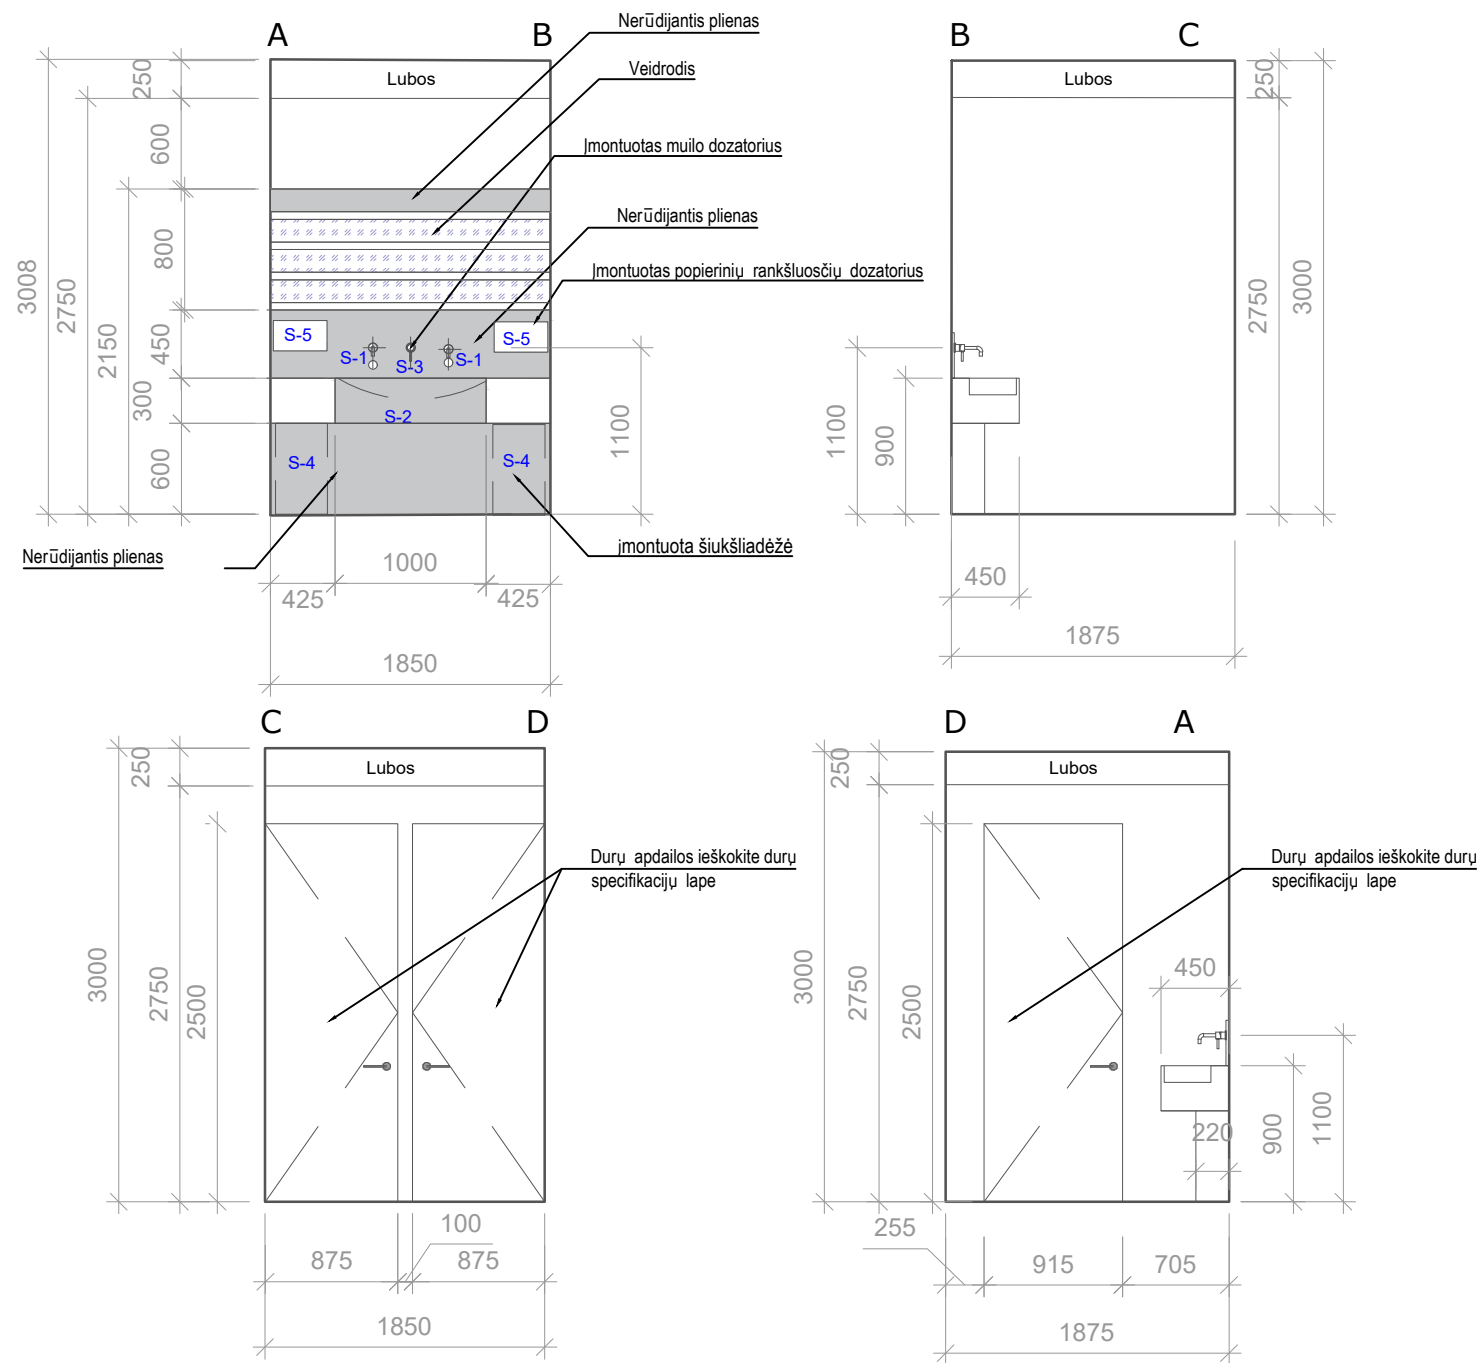 A B
Nerūdijantis plienas
Lubos
Veidrodis
Įmontuotas muilo dozatorius
Nerūdijantis plienas
Įmontuotas popierinių rankšluosčių dozatorius
S-5 S-5
S-1 S-3 S-1
S-2
S-4 S-4
Nerūdijantis plienas
įmontuota šiukšliadėžė
250
600
800
450
300
600
3008
2750
2150
1100
1000
425 425
1850
B C
Lubos
250
2750
3000
1100
900
450
1875
C D
Lubos
250
3000
2750
2500
Durų apdailos ieškokite durų
specifikacijų lape
100
875 875
1850
D A
Lubos
250
3000
2750
2500
Durų apdailos ieškokite durų
specifikacijų lape
450
220
900
1100
255
915 705
1875